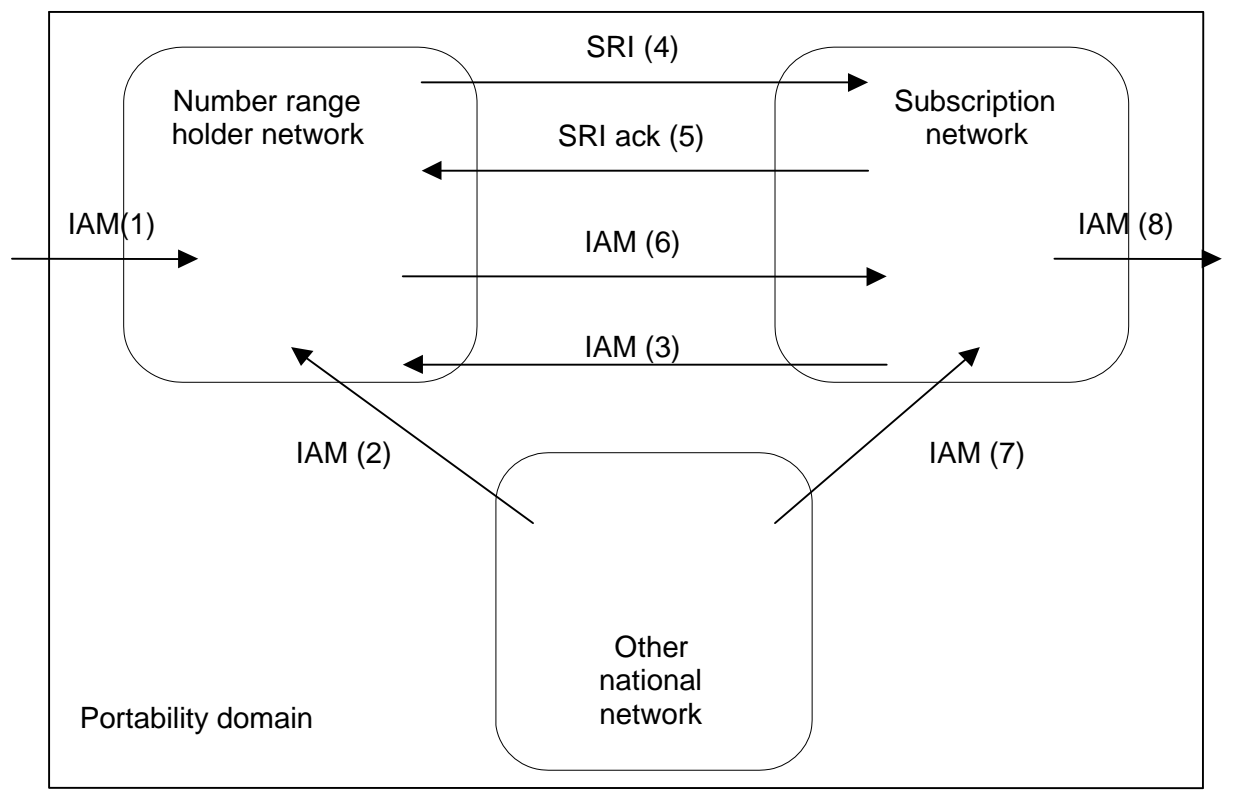 SRI (4)
Number range
holder network
Subscription
network
SRI ack (5)
IAM(1)
IAM (6)
IAM (8)
IAM (3)
IAM (2)
IAM (7)
Other
national
network
Portability domain